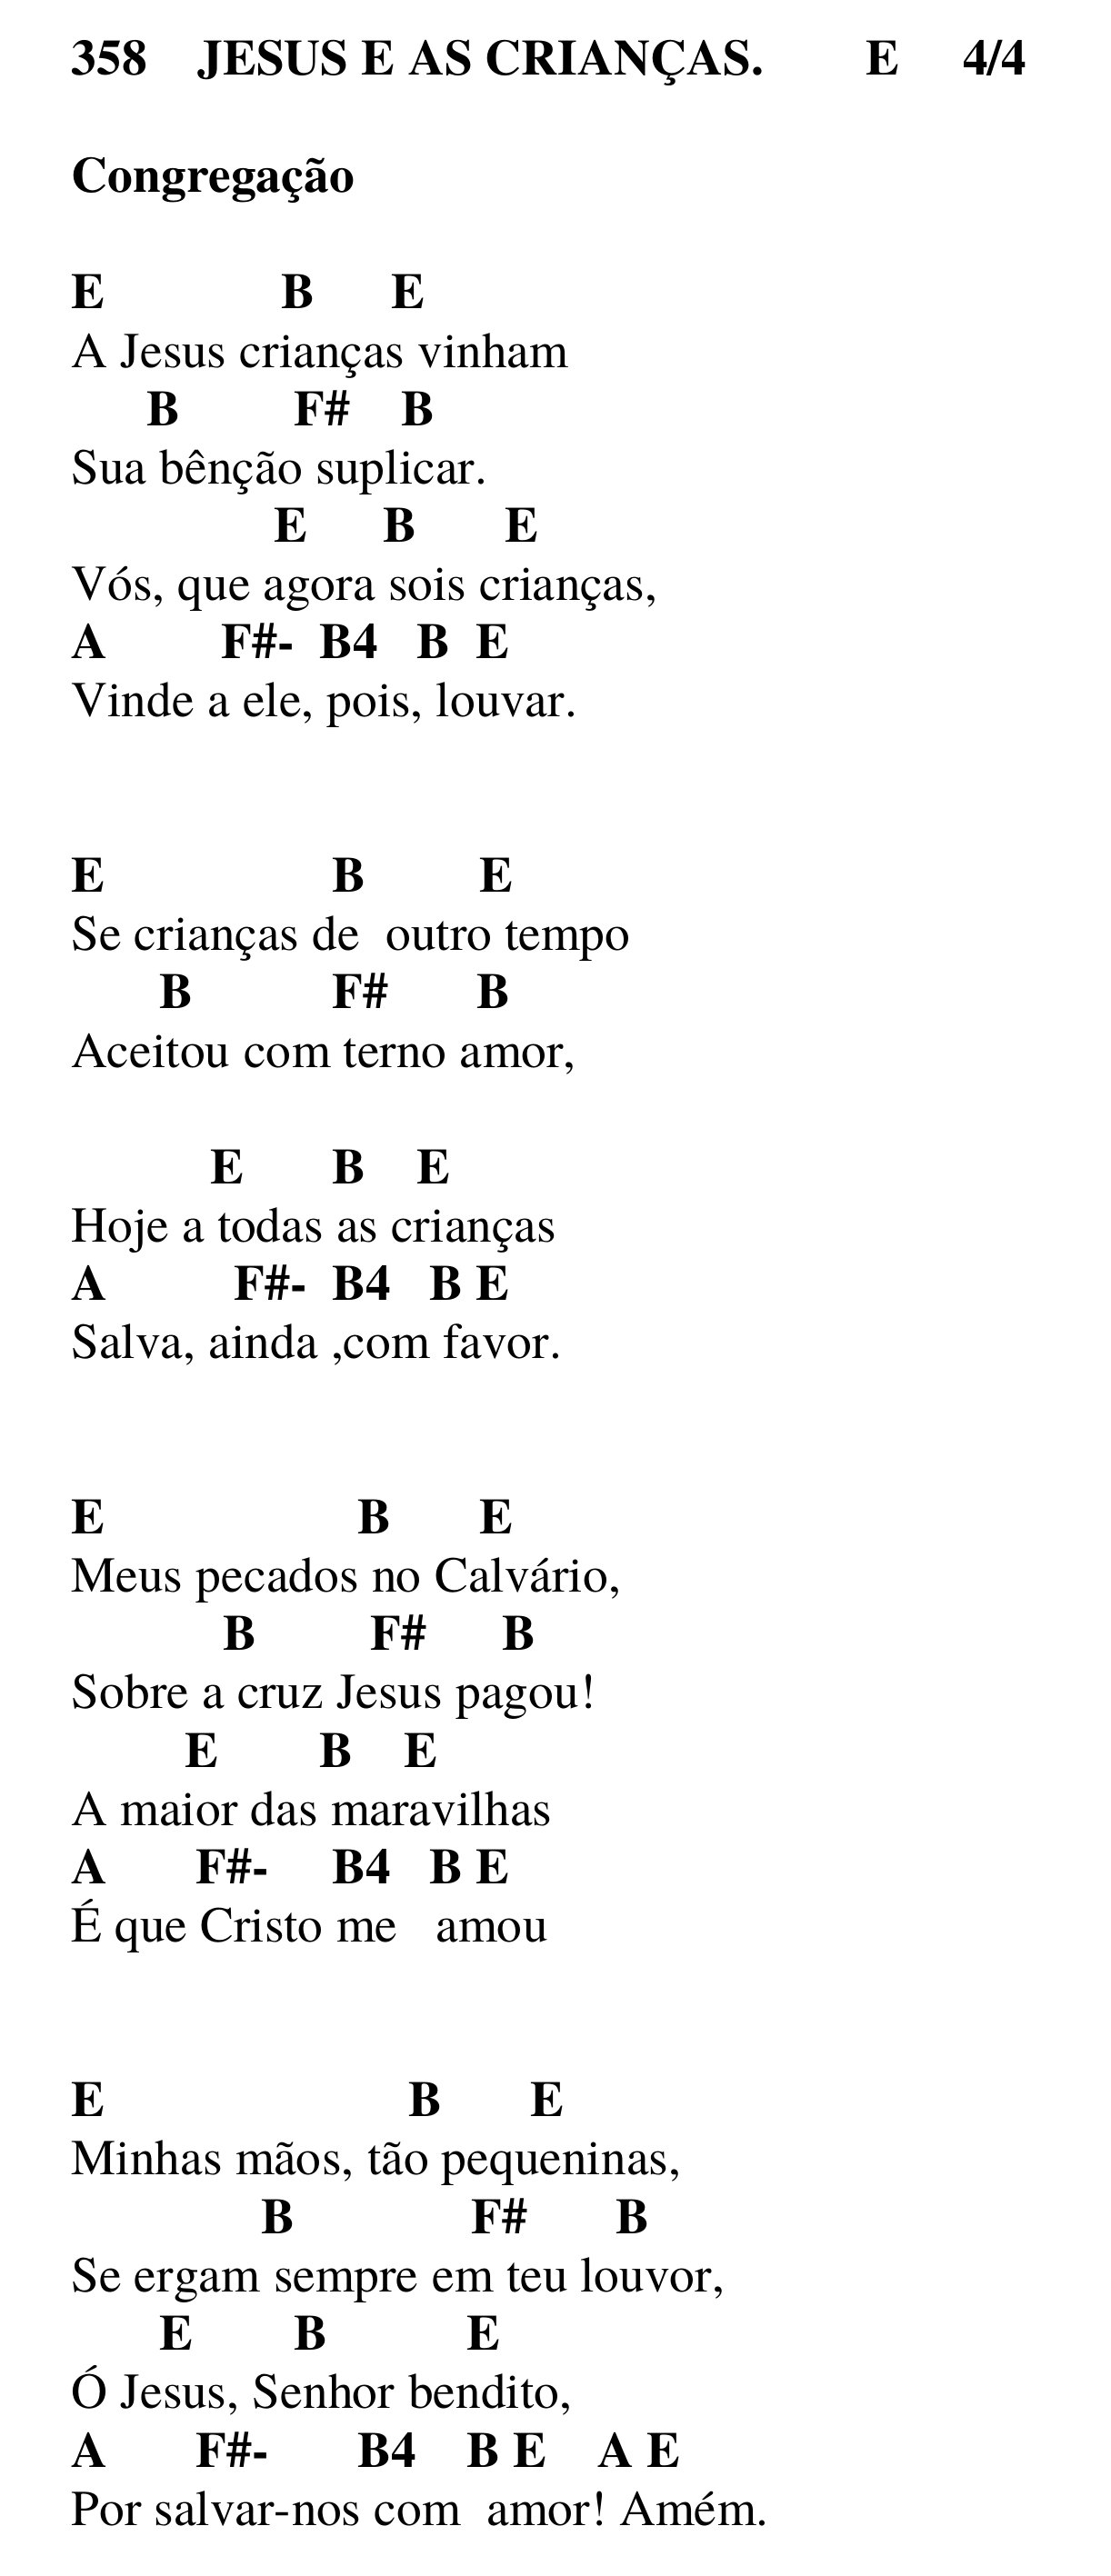 358 JESUS E AS CRIANÇAS. E 4/4
Congregação
E B E
A Jesus crianças vinham
B F# B
Sua bênção suplicar.
E B E
Vós, que agora sois crianças,
A F#- B4 B E
Vinde a ele, pois, louvar.
E B E
Se crianças de outro tempo
B F# B
Aceitou com terno amor,
E B E
Hoje a todas as crianças
A F#- B4 B E
Salva, ainda ,com favor.
E B E
Meus pecados no Calvário,
B F# B
Sobre a cruz Jesus pagou!
E B E
A maior das maravilhas
A F#- B4 B E
É que Cristo me amou
E B E
Minhas mãos, tão pequeninas,
B F# B
Se ergam sempre em teu louvor,
E B E
Ó Jesus, Senhor bendito,
A F#- B4 B E A E
Por salvar-nos com amor! Amém.